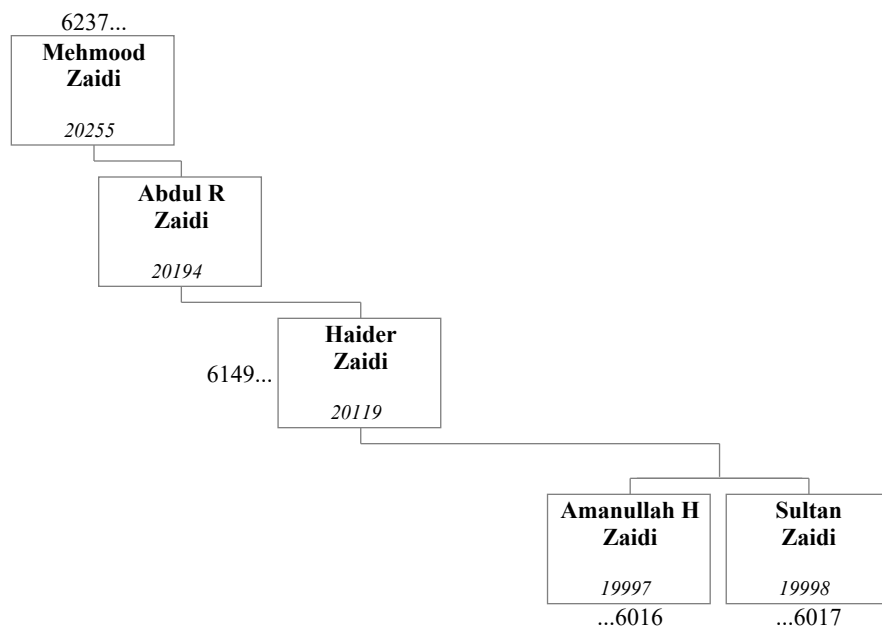 6237...
Mehmood
Zaidi
20255
Abdul R
Zaidi
20194
Haider
Zaidi
6149...
20119
Amanullah H
Zaidi
19997
...6016
Sultan
Zaidi
19998
...6017